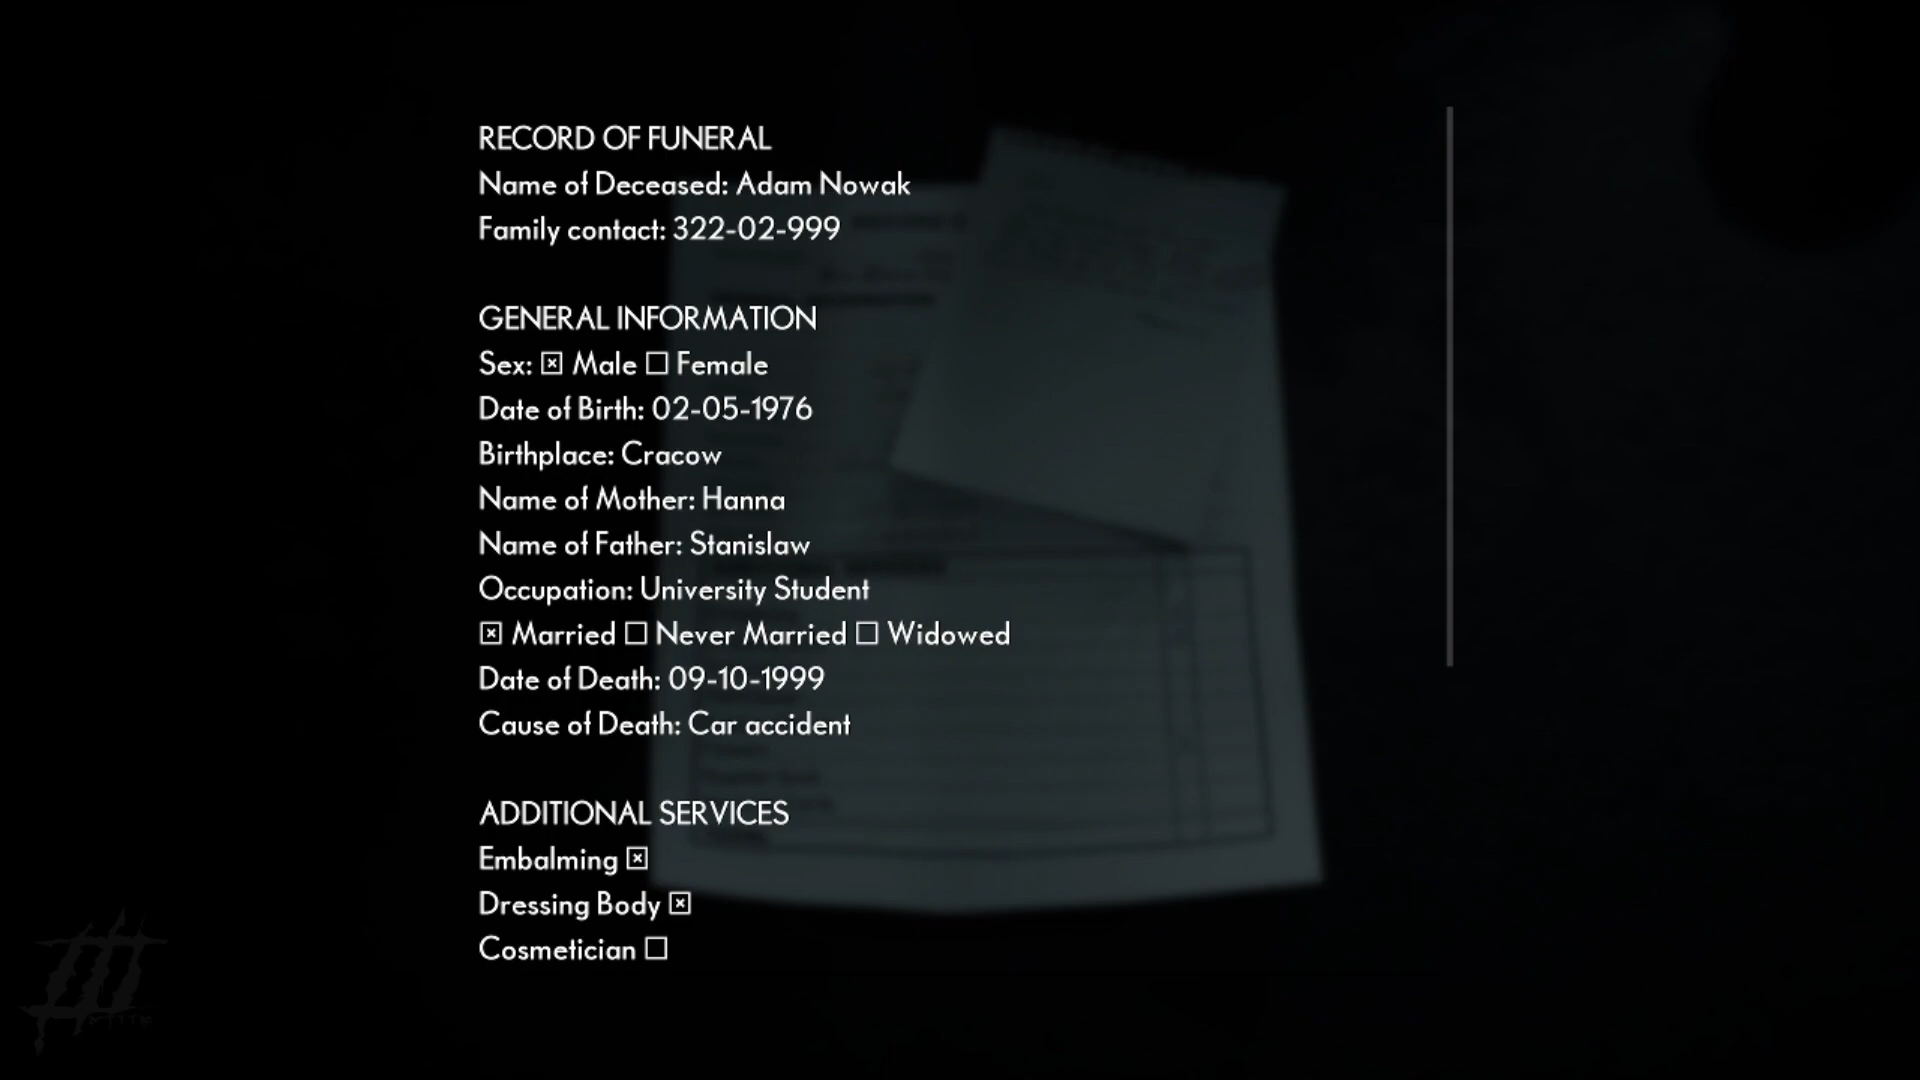 RECORD OF FUNERAL
Name of Deceased: Adam Nowak
Family contact: 322-02-999
GENERAL INFORMATION
Sex: ☒ Male ☐ Female
Date of Birth: 02-05-1976
Birthplace: Cracow
Name of Mother: Hanna
Name of Father: Stanislaw
Occupation: University Student
☒ Married ☐ Never Married ☐ Widowed
Date of Death: 09-10-1999
Cause of Death: Car accident
ADDITIONAL SERVICES
Embalming ☒
Dressing Body ☒
Cosmetician ☐